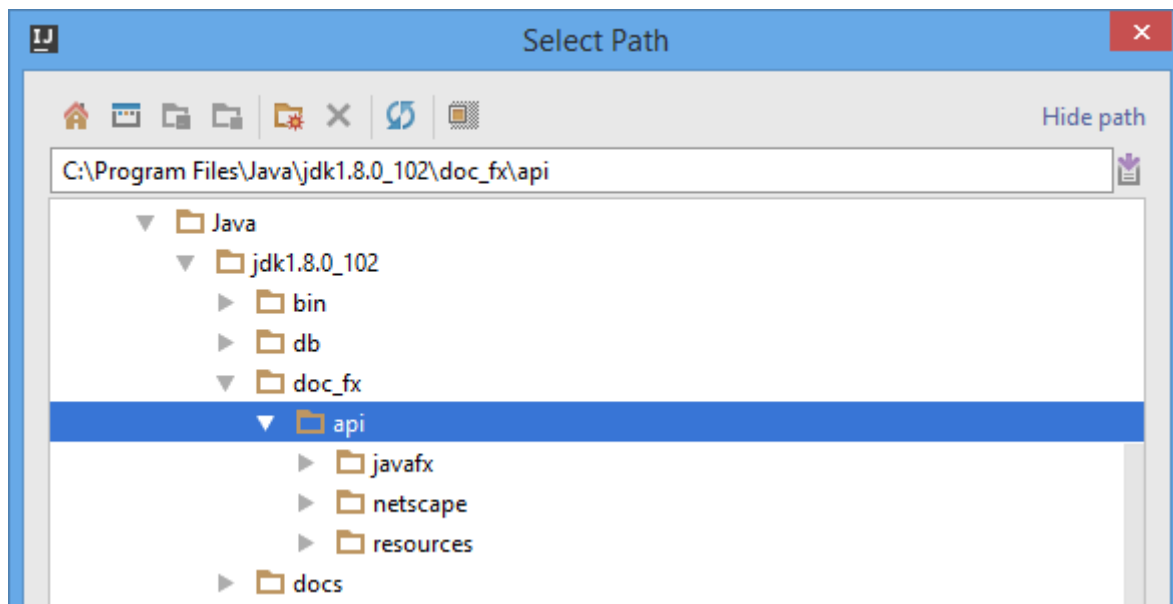 IJ
Select Path
Hide path
C:\Program Files\Java\jdk1.8.0_102\doc_fx\api
Java
jdk1.8.0_102
bin
db
doc_fx
api
javafx
netscape
resources
docs